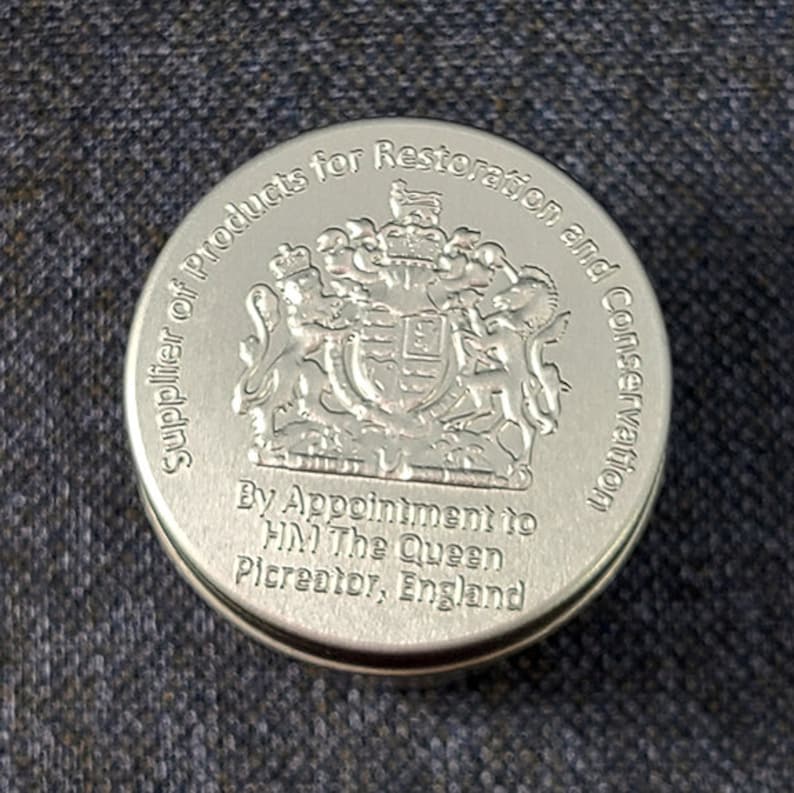 Supplier of Products for Restoration and Conservation
By Appointment to
HM The Queen
Picreator, England